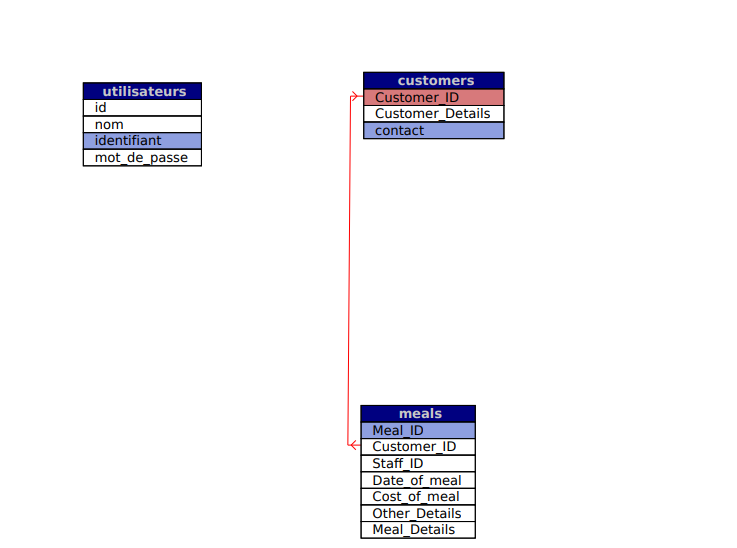 utilisateurs
id
nom
identifiant
mot_de_passe
customers
Customer_ID
Customer_Details
contact
meals
Meal_ID
Customer_ID
Staff_ID
Date_of_meal
Cost_of_meal
Other_Details
Meal_Details